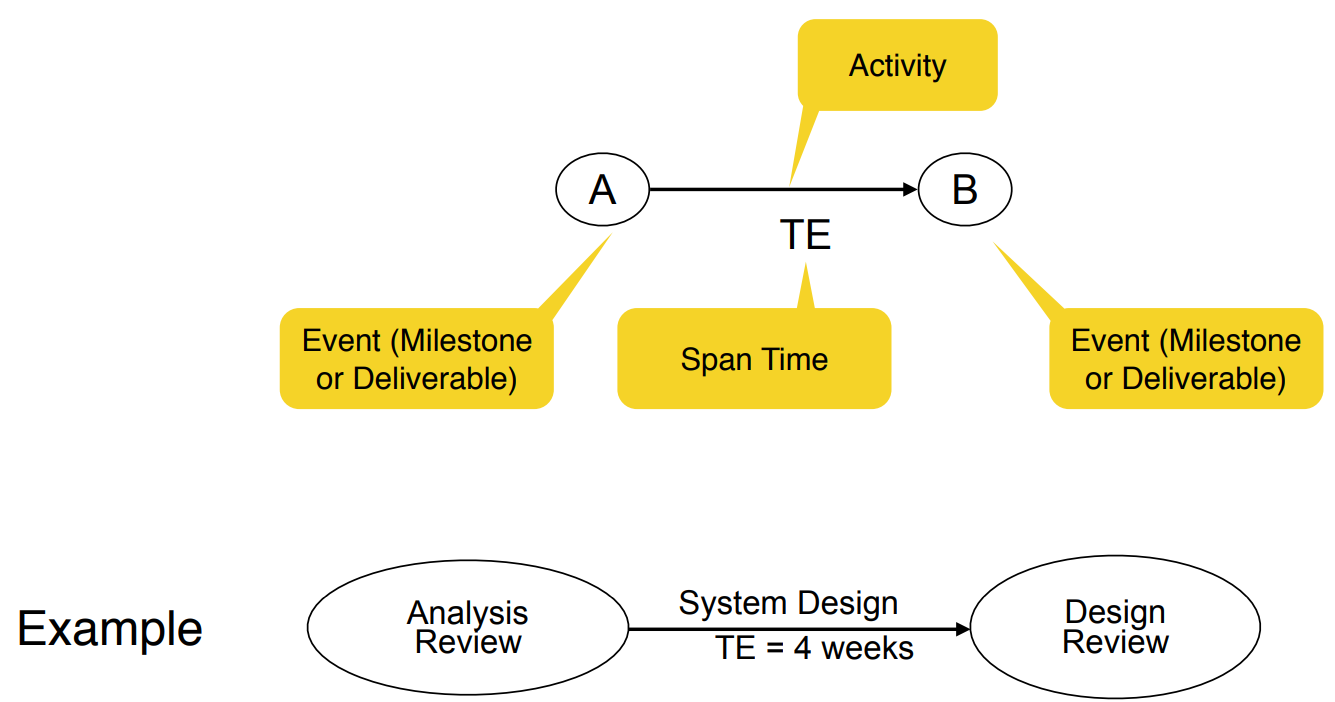 Activity
A
B
TE
Event (Milestone
or Deliverable)
Span Time
Event (Milestone
or Deliverable)
Example
Analysis
Review
System Design
TE = 4 weeks
Design
Review